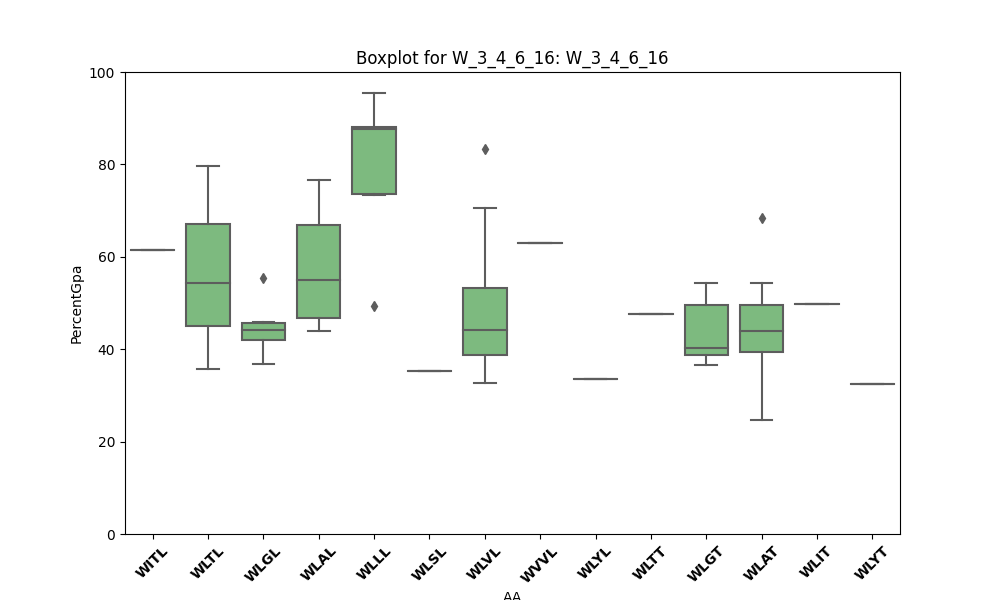 Boxplot for W_3_4_6_16: W_3_4_6_16
100
80
60
40
20
0
PercentGpa
WITL
WLTL
WLGL
WLAL
WLLL
WLSL
WLVL
WVVL
WLYL
WLTT
WLGT
WLAT
WLIT
WLYT
AA